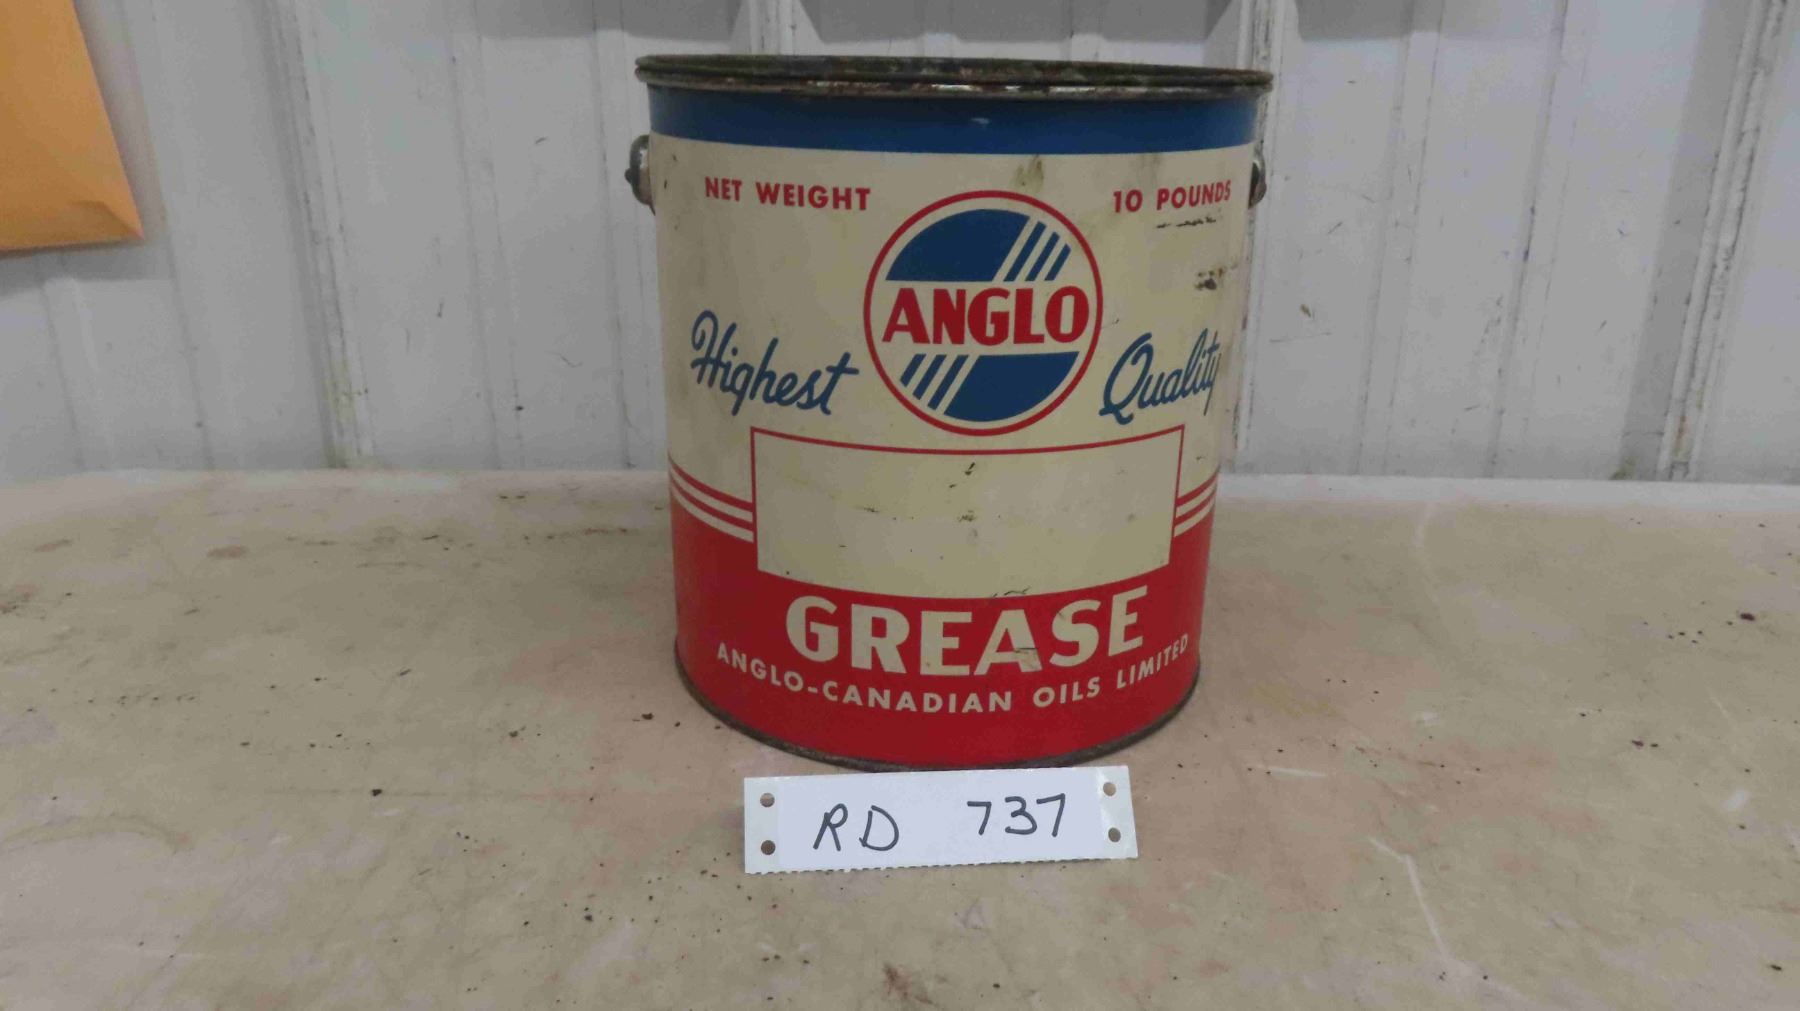 NET WEIGHT 10 POUNDS
ANGLO
Highest Quality
GREASE
ANGLO-CANADIAN OILS LIMITED
RD 737